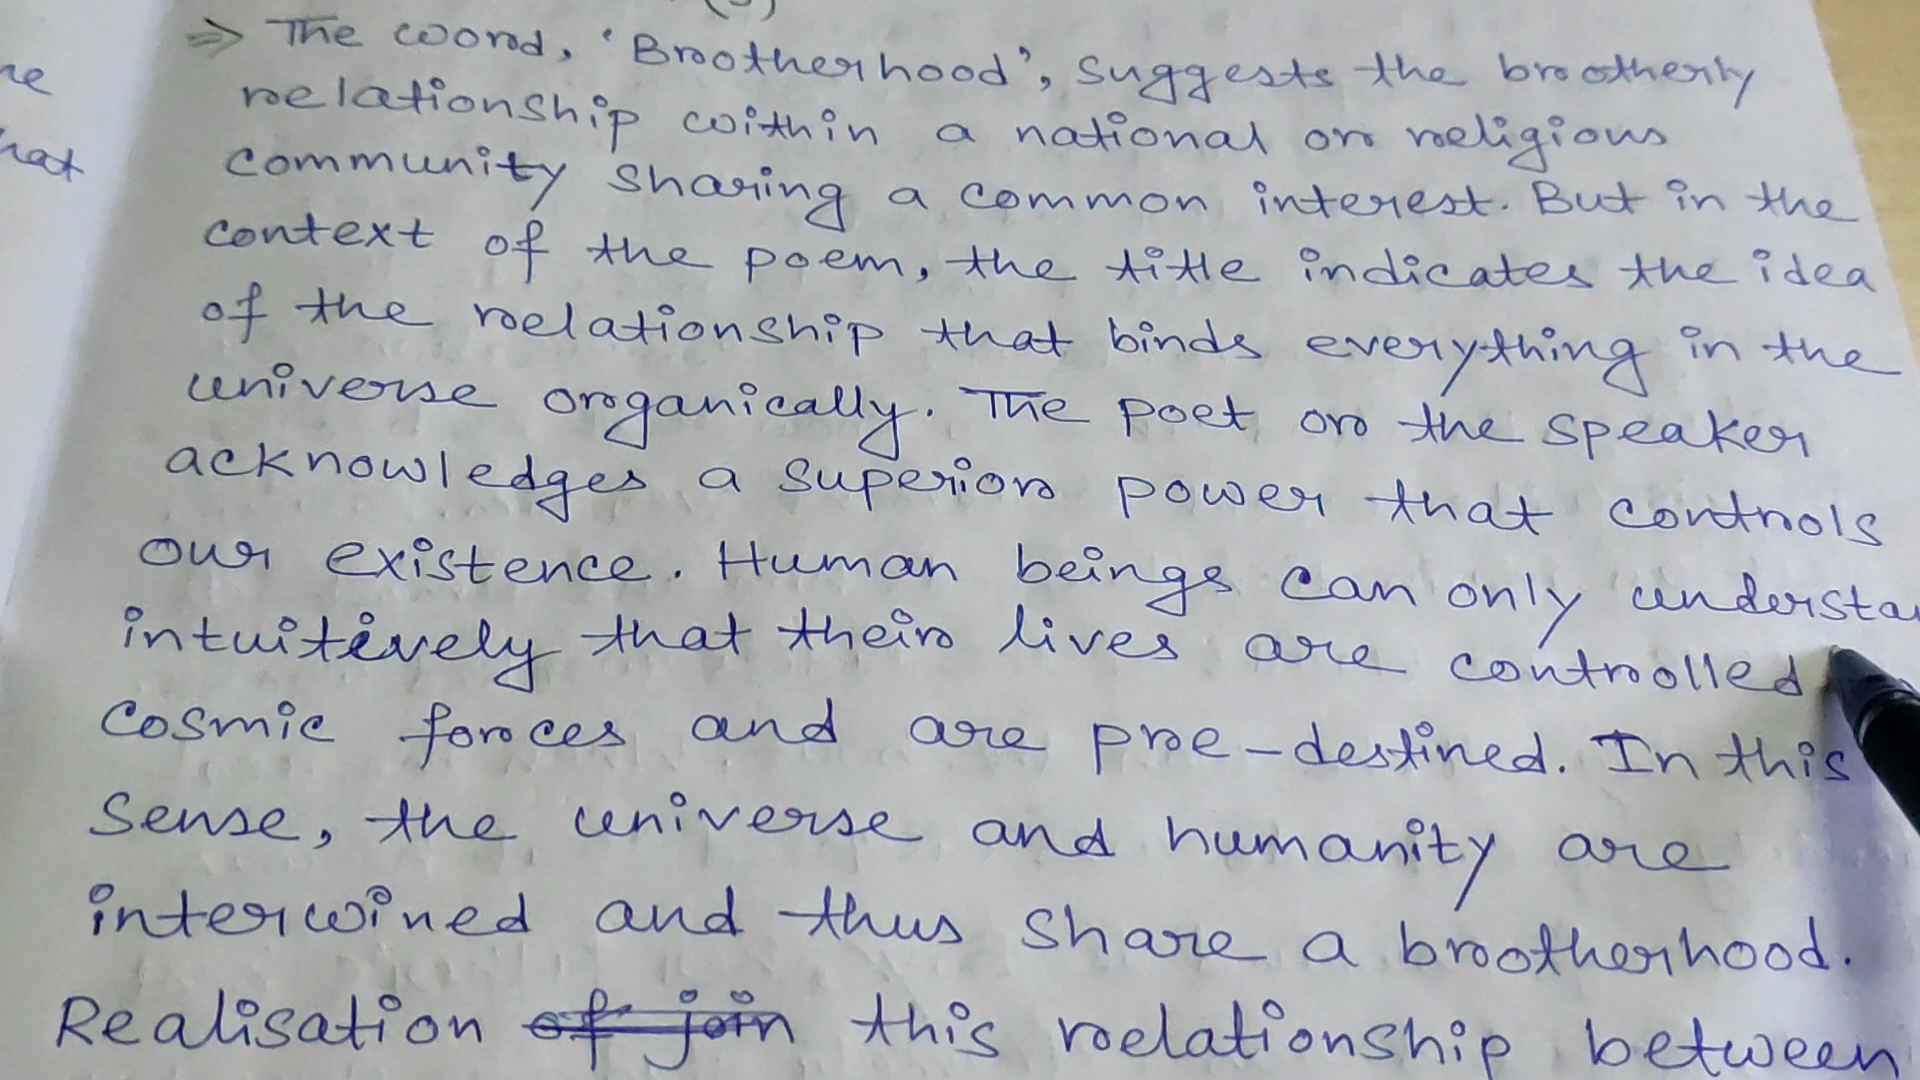 (5)
⇒ The word, 'Brotherhood', suggests the brotherly
relationship within a national or religious
community sharing a common interest. But in the
context of the poem, the title indicates the idea
of the relationship that binds everything in the
universe organically. The poet or the speaker
acknowledges a superior power that controls
our existence. Human beings can only understa
intuitively that their lives are controlled
cosmic forces and are pre-destined. In this
sense, the universe and humanity are
interwined and thus share a brotherhood.
Realisation of join this relationship between